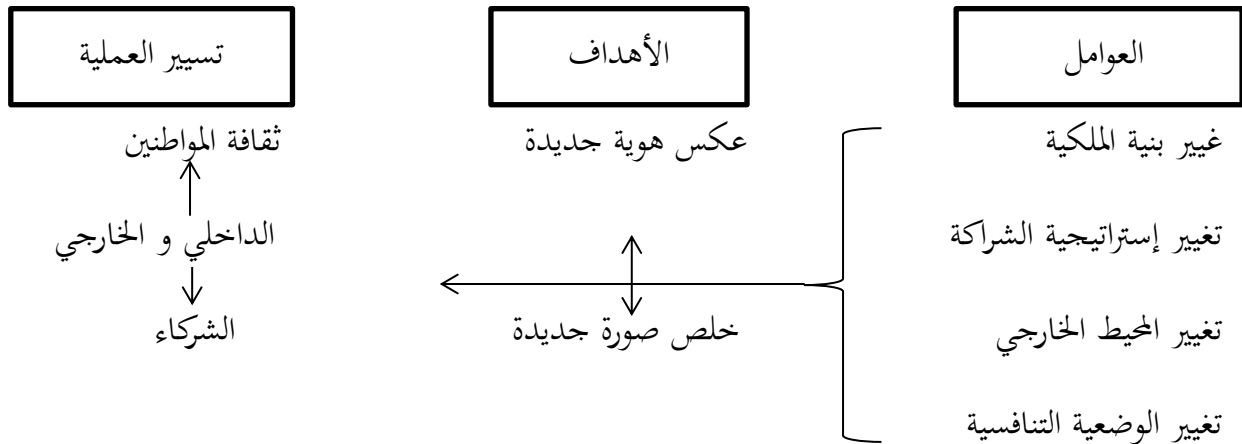 العوامل
الأهداف
تسيير العملية
غيير بنية الملكية
عكس هوية جديدة
ثقافة المواطنين
تغيير إستراتيجية الشراكة
الداخلي و الخارجي
تغيير المحيط الخارجي
خلص صورة جديدة
الشركاء
تغيير الوضعية التنافسية